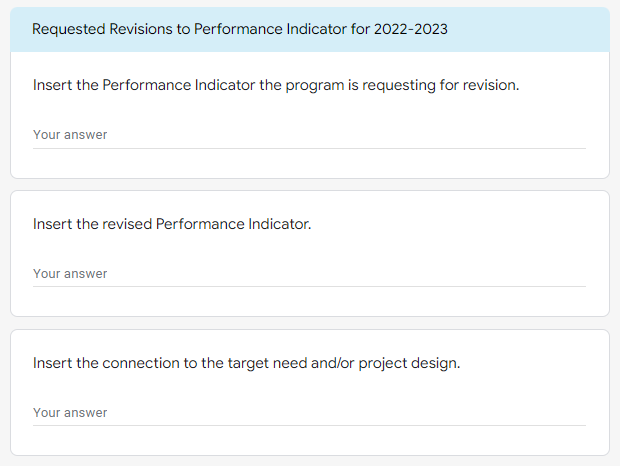 Requested Revisions to Performance Indicator for 2022-2023
Insert the Performance Indicator the program is requesting for revision.
Your answer
Insert the revised Performance Indicator.
Your answer
Insert the connection to the target need and/or project design.
Your answer